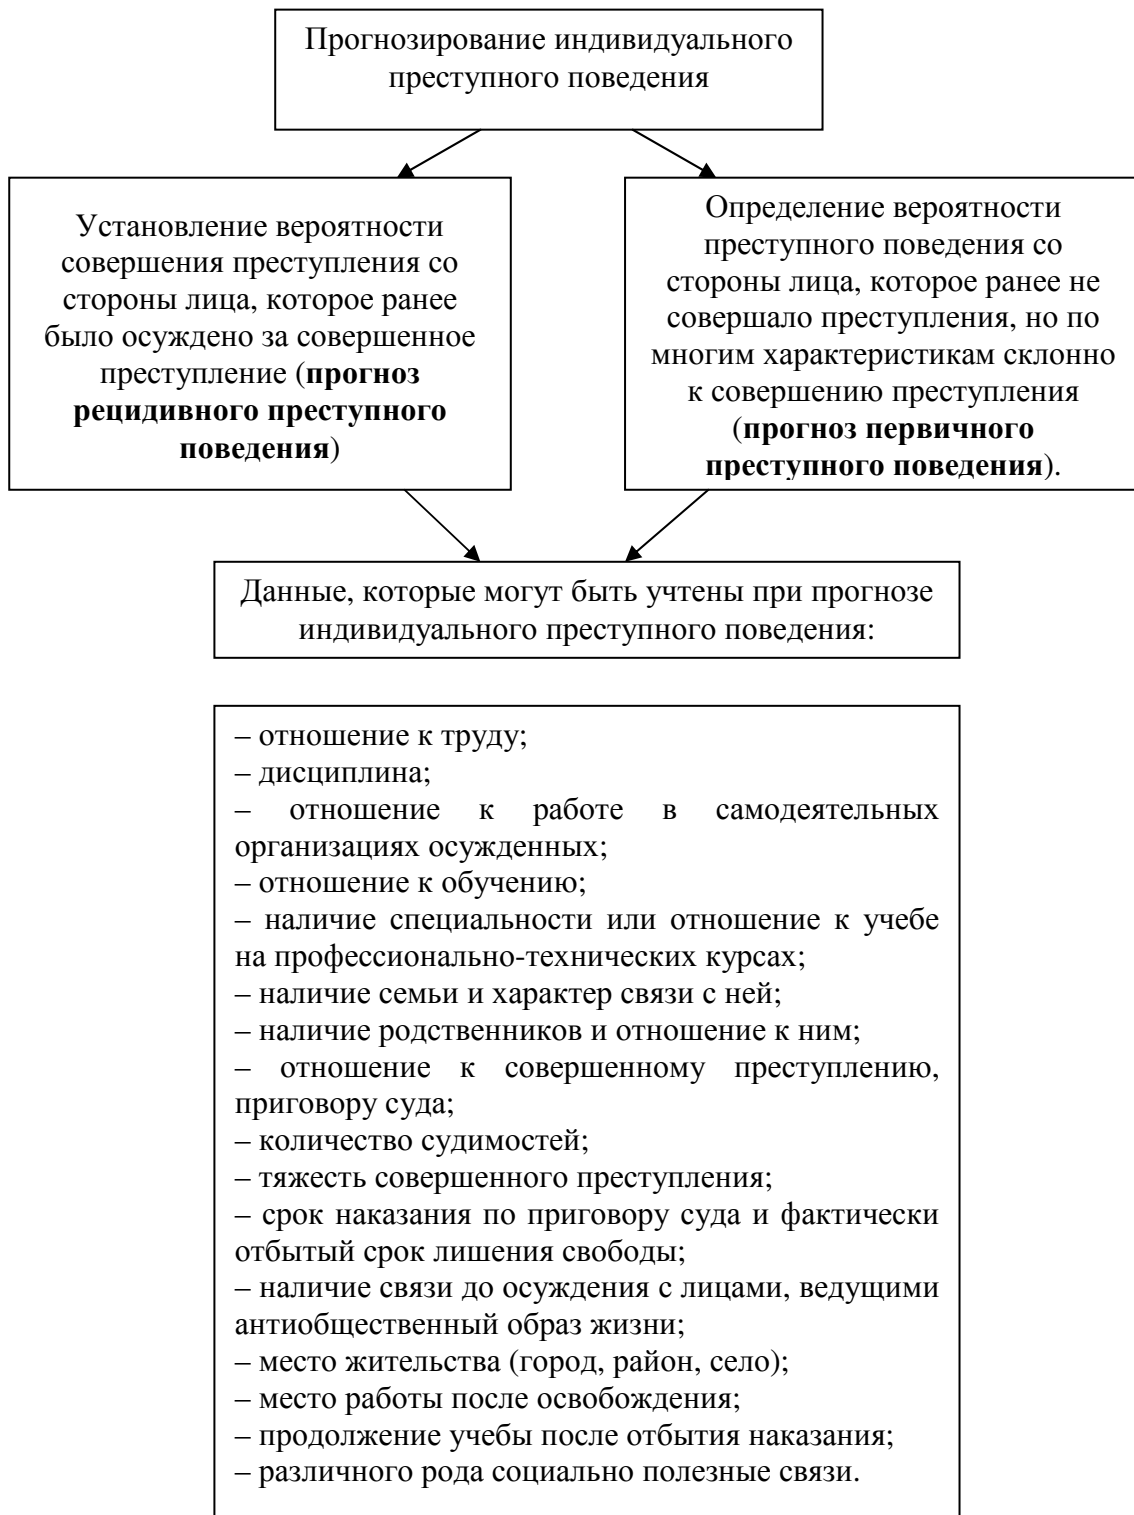 Прогнозирование индивидуального
преступного поведения
Установление вероятности
совершения преступления со
стороны лица, которое ранее
было осуждено за совершенное
преступление (прогноз
рецидивного преступного
поведения)
Определение вероятности
преступного поведения со
стороны лица, которое ранее не
совершало преступления, но по
многим характеристикам склонно
к совершению преступления
(прогноз первичного
преступного поведения).
Данные, которые могут быть учтены при прогнозе
индивидуального преступного поведения:
– отношение к труду;
– дисциплина;
– отношение к работе в самодеятельных
организациях осужденных;
– отношение к обучению;
– наличие специальности или отношение к учебе
на профессионально-технических курсах;
– наличие семьи и характер связи с ней;
– наличие родственников и отношение к ним;
– отношение к совершенному преступлению,
приговору суда;
– количество судимостей;
– тяжесть совершенного преступления;
– срок наказания по приговору суда и фактически
отбытый срок лишения свободы;
– наличие связи до осуждения с лицами, ведущими
антиобщественный образ жизни;
– место жительства (город, район, село);
– место работы после освобождения;
– продолжение учебы после отбытия наказания;
– различного рода социально полезные связи.